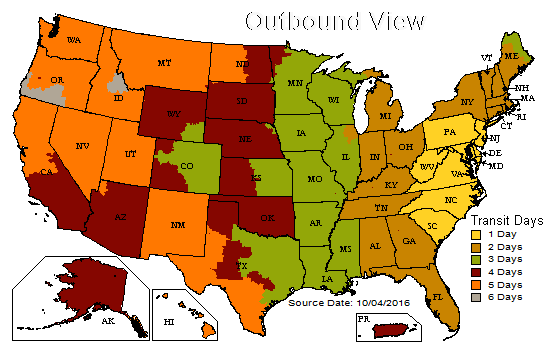 Outbound View
WA
MT
ND
MN
ME
VT
OR
ID
WY
SD
WI
MI
NY
NH
MA
RI
CT
NV
UT
CO
NE
IA
IL
IN
OH
PA
NJ
DE
MD
CA
KS
MO
KY
WV
VA
AZ
NM
OK
AR
TN
NC
SC
TX
LA
MS
AL
GA
FL
Transit Days
1 Day
2 Days
3 Days
4 Days
5 Days
6 Days
Source Date: 10/04/2016
AK
HI
PR